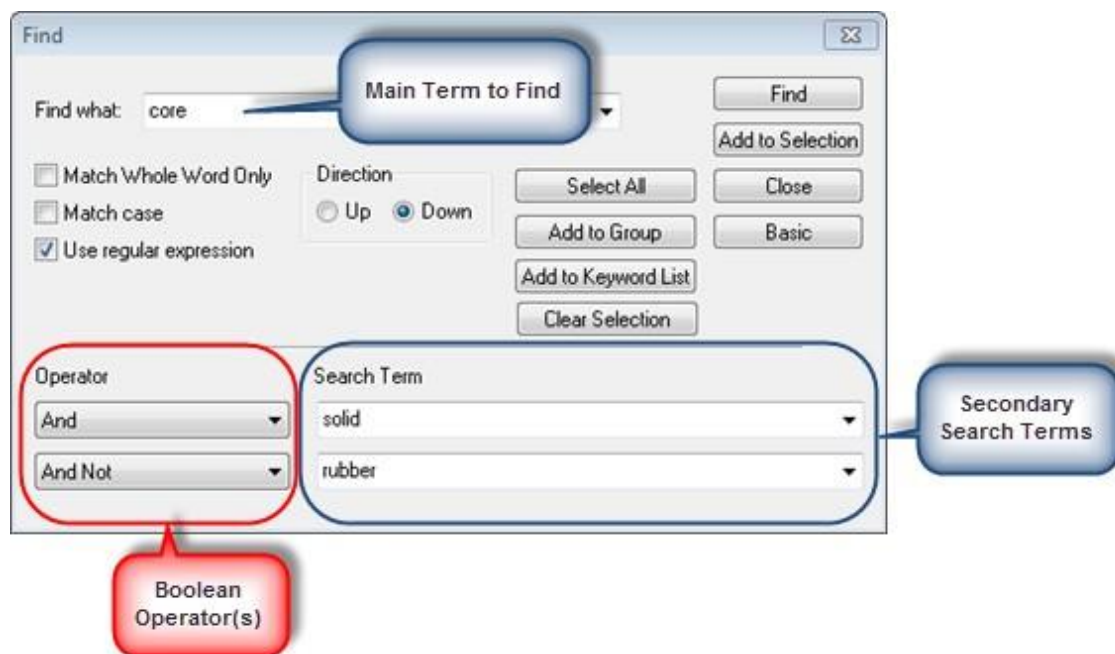 Find
Main Term to Find
Find what: core
Find
Add to Selection
Match Whole Word Only
Direction
Select All
Close
Match case
Up Down
Add to Group
Basic
Use regular expression
Add to Keyword List
Clear Selection
Operator
Search Term
And
solid
And Not
rubber
Secondary
Search Terms
Boolean
Operator(s)